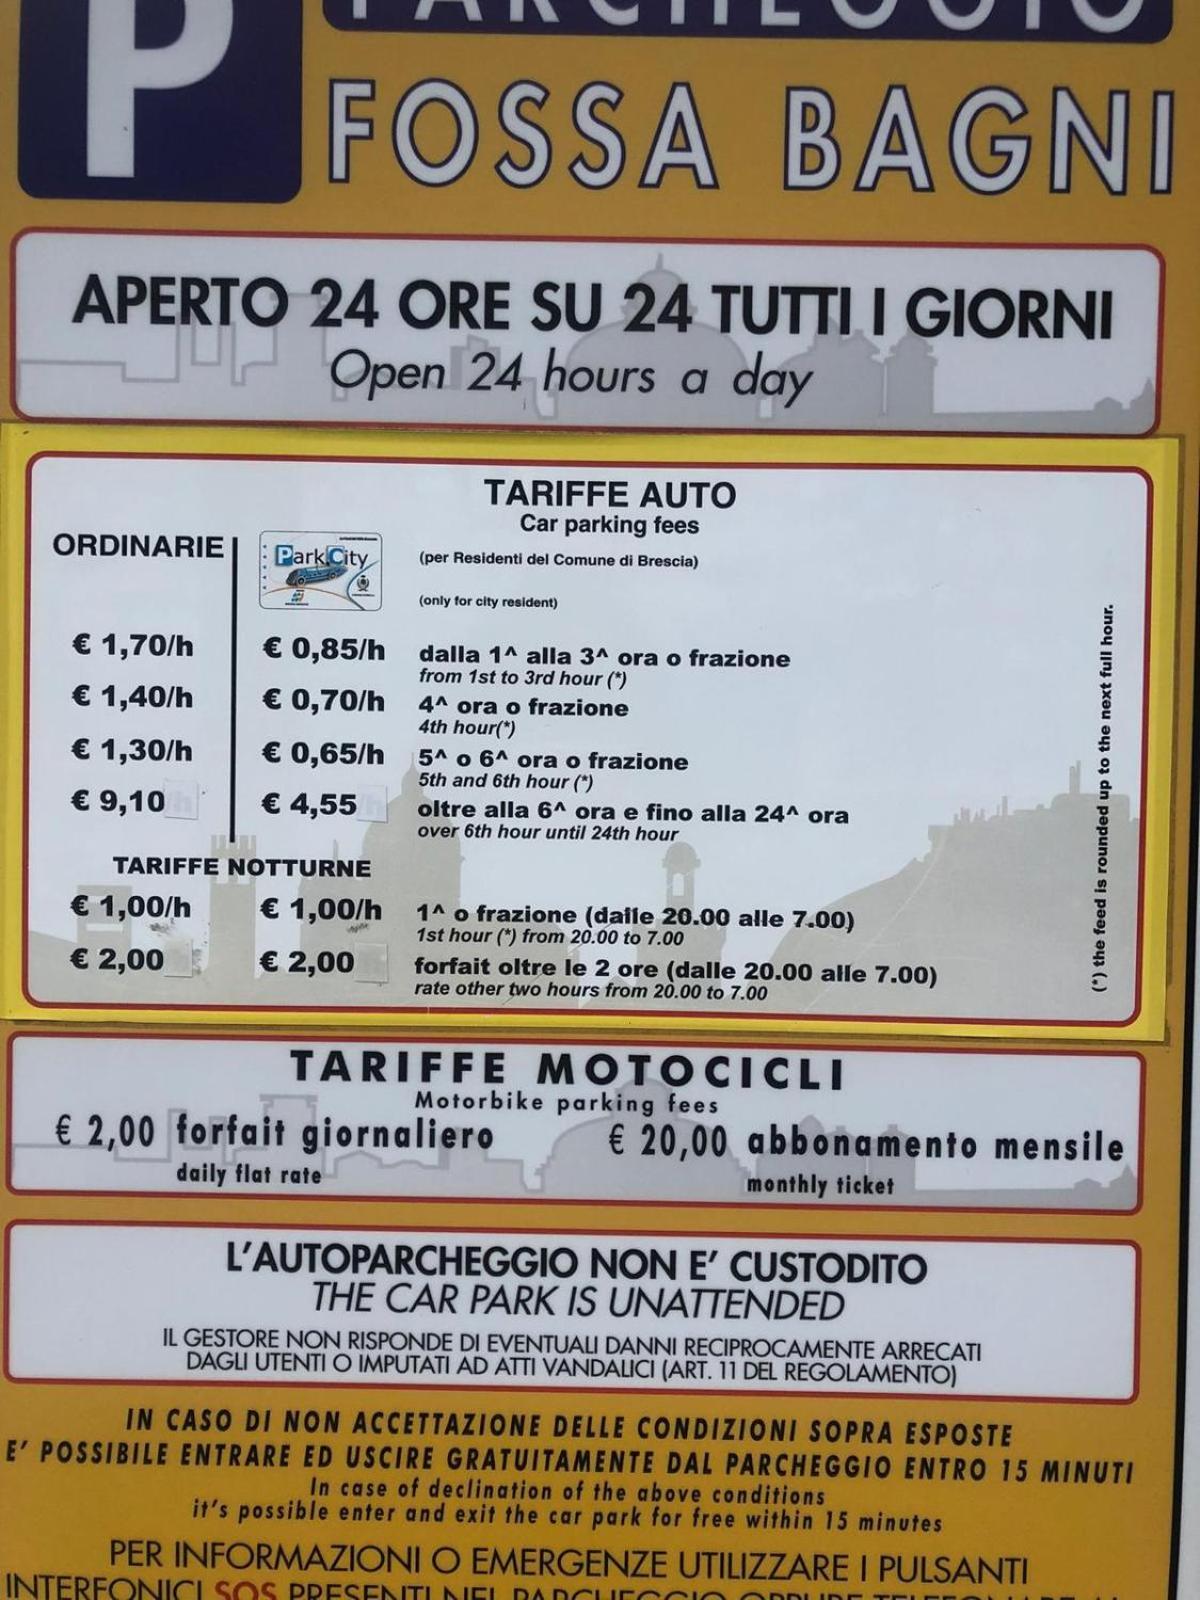 P PARCHEGGIO
FOSSA BAGNI
APERTO 24 ORE SU 24 TUTTI I GIORNI
Open 24 hours a day
TARIFFE AUTO
Car parking fees
ORDINARIE
Park City
(per Residenti del Comune di Brescia)
(only for city resident)
€ 1,70/h € 0,85/h dalla 1^ alla 3^ ora o frazione
from 1st to 3rd hour (*)
€ 1,40/h € 0,70/h 4^ ora o frazione
4th hour(*)
€ 1,30/h € 0,65/h 5^ o 6^ ora o frazione
5th and 6th hour (*)
€ 9,10 € 4,55 oltre alla 6^ ora e fino alla 24^ ora
over 6th hour until 24th hour
TARIFFE NOTTURNE
€ 1,00/h € 1,00/h 1^ o frazione (dalle 20.00 alle 7.00)
1st hour (*) from 20.00 to 7.00
€ 2,00 € 2,00 forfait oltre le 2 ore (dalle 20.00 alle 7.00)
rate other two hours from 20.00 to 7.00
(*) the feed is rounded up to the next full hour.
TARIFFE MOTOCICLI
Motorbike parking fees
€ 2,00 forfait giornaliero € 20,00 abbonamento mensile
daily flat rate monthly ticket
L'AUTOPARCHEGGIO NON E' CUSTODITO
THE CAR PARK IS UNATTENDED
IL GESTORE NON RISPONDE DI EVENTUALI DANNI RECIPROCAMENTE ARRECATI
DAGLI UTENTI O IMPUTATI AD ATTI VANDALICI (ART. 11 DEL REGOLAMENTO)
IN CASO DI NON ACCETTAZIONE DELLE CONDIZIONI SOPRA ESPOSTE
E' POSSIBILE ENTRARE ED USCIRE GRATUITAMENTE DAL PARCHEGGIO ENTRO 15 MINUTI
In case of declination of the above conditions
it's possible enter and exit the car park for free within 15 minutes
PER INFORMAZIONI O EMERGENZE UTILIZZARE I PULSANTI
INTERFONICI SOS PRESENTI NEL PARCHEGGIO OPPURE TELEFONARE